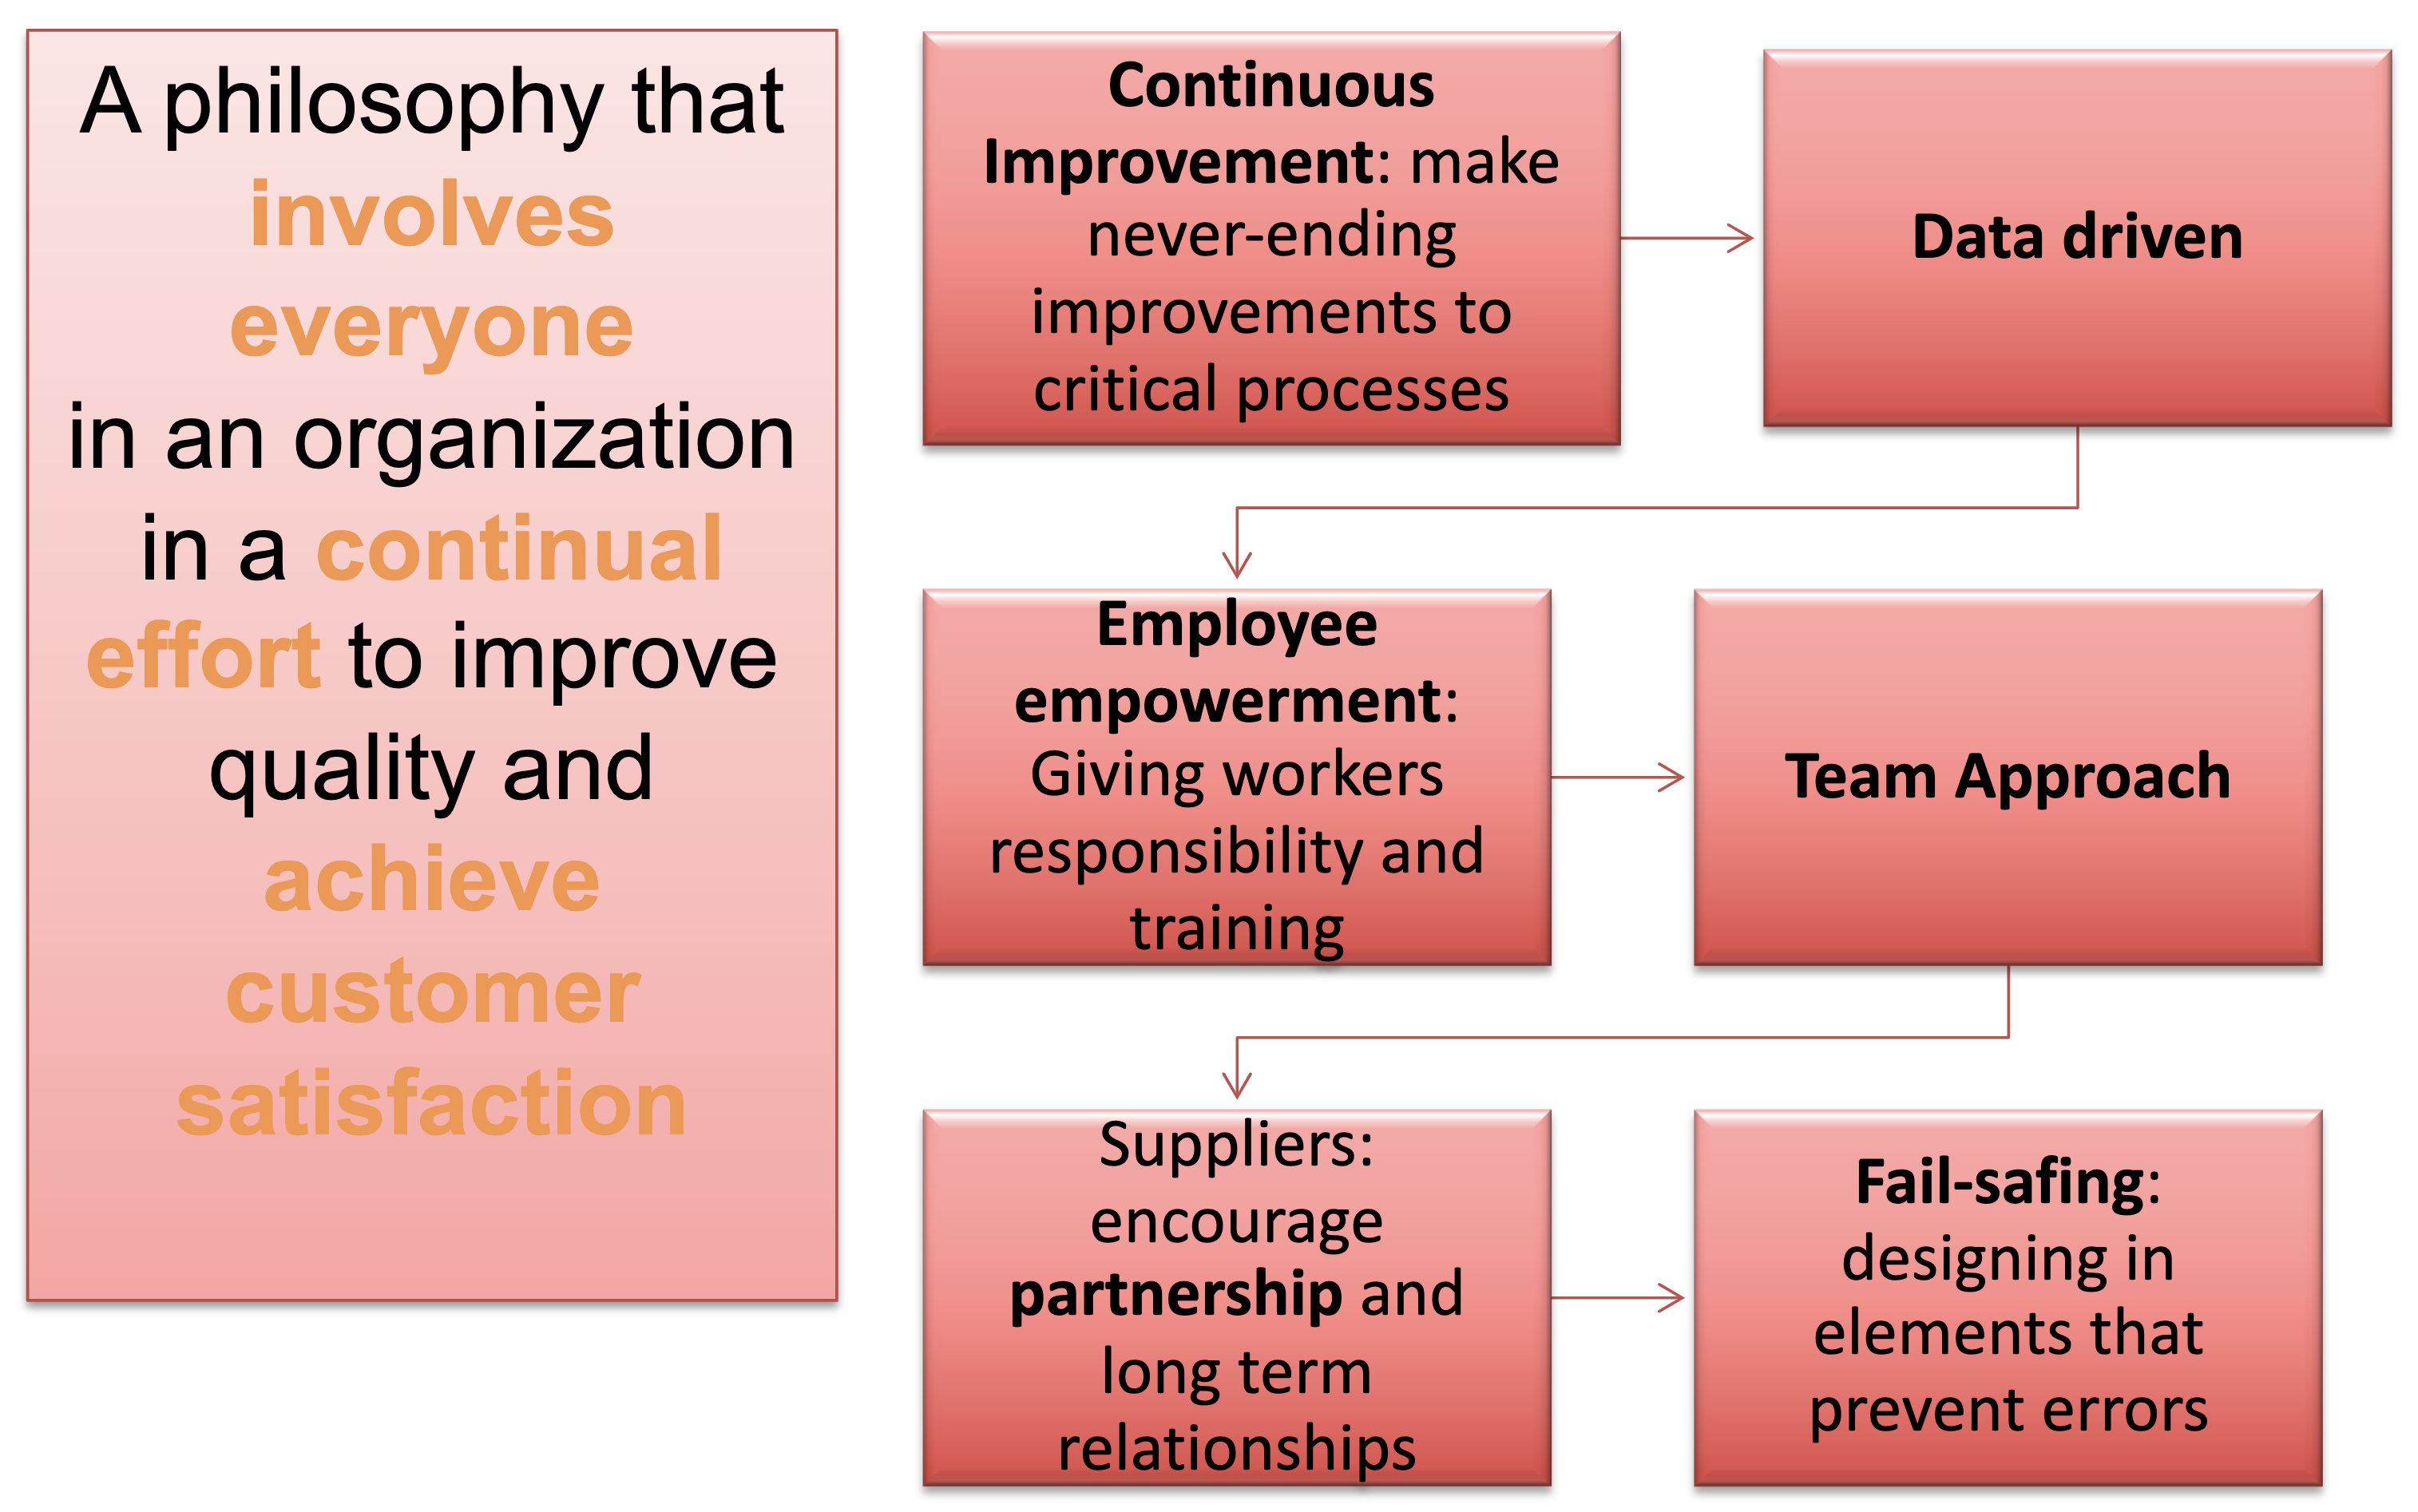 A philosophy that
involves
everyone
in an organization
in a continual
effort to improve
quality and
achieve
customer
satisfaction
Continuous
Improvement: make
never-ending
improvements to
critical processes
Data driven
Employee
empowerment:
Giving workers
responsibility and
training
Team Approach
Suppliers:
encourage
partnership and
long term
relationships
Fail-safing:
designing in
elements that
prevent errors